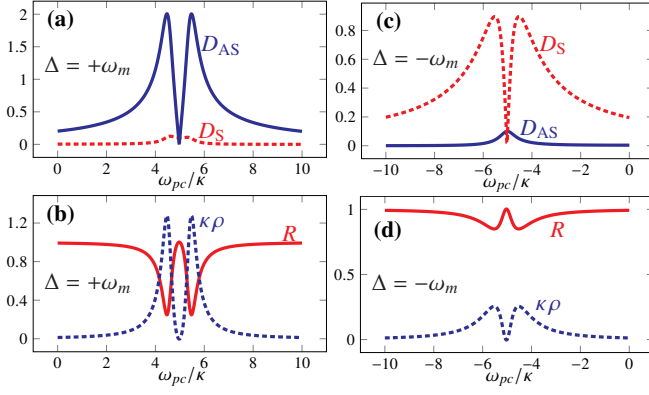 (a)
2
1.5
1
0.5
0
Δ = +ω_m
D_AS
D_S
0 2 4 6 8 10
ω_pc/κ
(c)
0.8
0.6
0.4
0.2
0
Δ = −ω_m
D_S
D_AS
−10 −8 −6 −4 −2 0
ω_pc/κ
(b)
1.2
0.8
0.4
0
κρ
R
Δ = +ω_m
0 2 4 6 8 10
ω_pc/κ
(d)
1
0.5
0
R
Δ = −ω_m
κρ
−10 −8 −6 −4 −2 0
ω_pc/κ